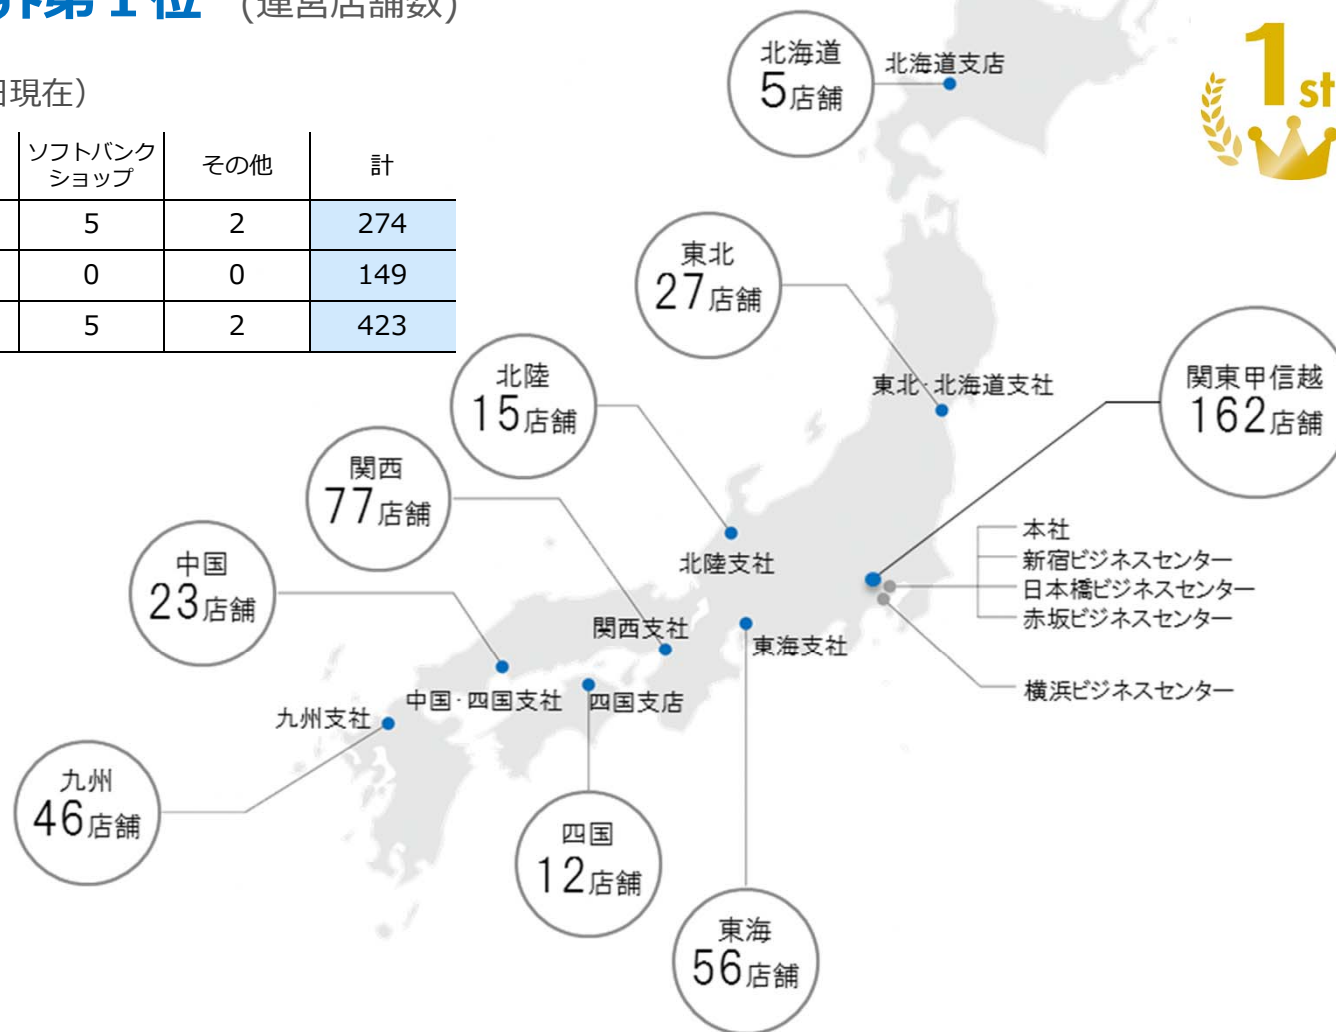 界第１位 (運営店舗数)
日現在）
ソフトバンク
ショップ
その他
計
5 2 274
0 0 149
5 2 423
1st
北海道
5店舗
北海道支店
東北
27店舗
東北・北海道支社
関東甲信越
162店舗
北陸
15店舗
北陸支社
関西
77店舗
関西支社
中国
23店舗
中国・四国支社
四国支店
東海支社
本社
新宿ビジネスセンター
日本橋ビジネスセンター
赤坂ビジネスセンター
横浜ビジネスセンター
九州支社
九州
46店舗
四国
12店舗
東海
56店舗